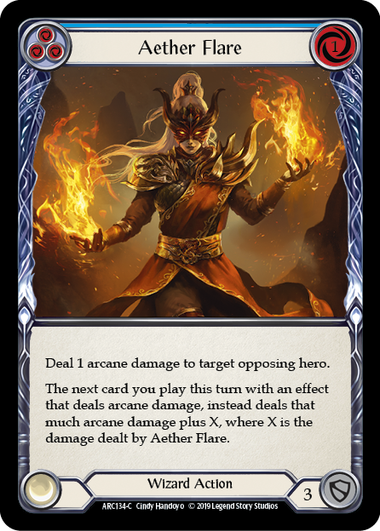 Aether Flare
1
Deal 1 arcane damage to target opposing hero.
The next card you play this turn with an effect
that deals arcane damage, instead deals that
much arcane damage plus X, where X is the
damage dealt by Aether Flare.
Wizard Action
3
ARC134-C Cindy Handoyo © 2019 Legend Story Studios